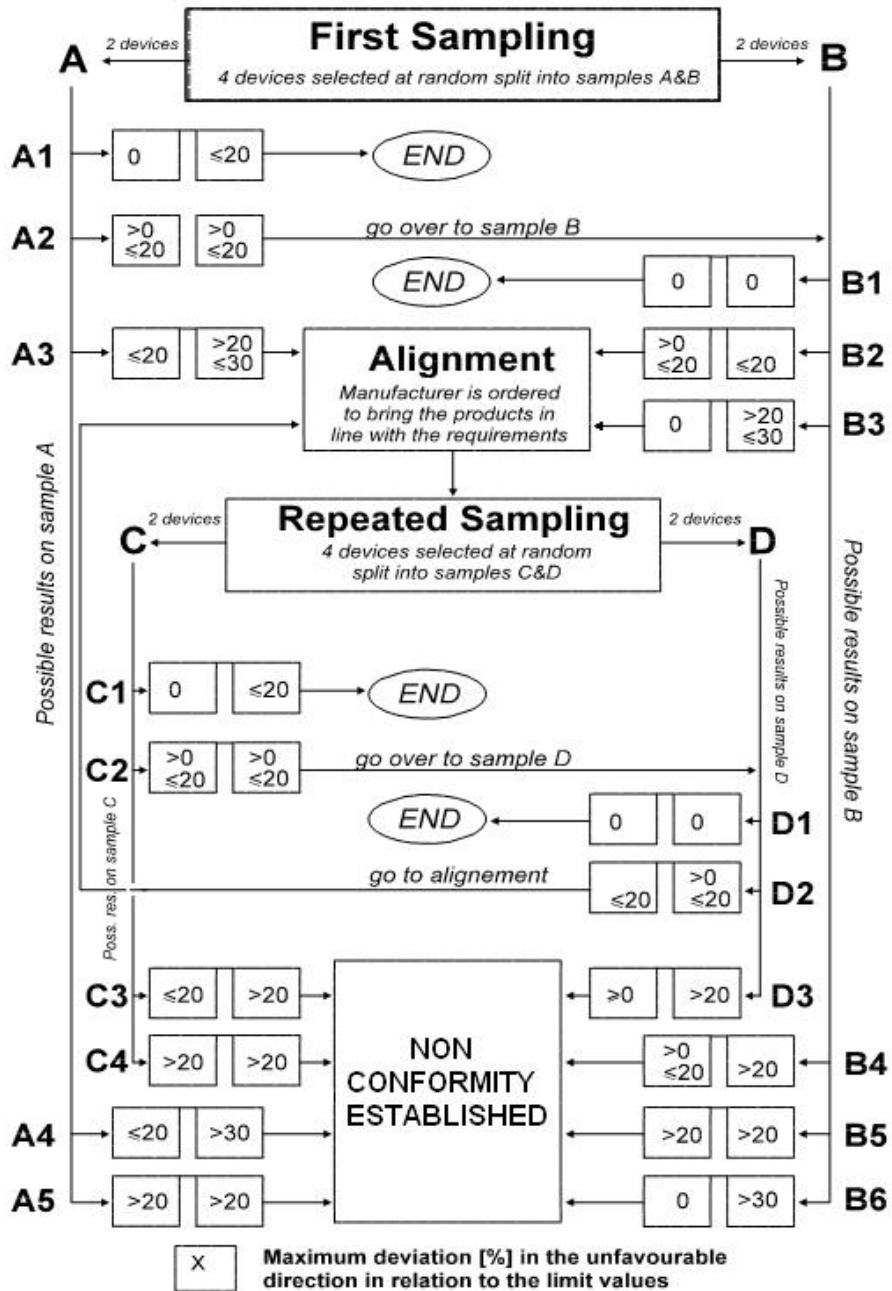 First Sampling
4 devices selected at random split into samples A&B
A
2 devices
2 devices
B
A1
0
≤20
END
A2
>0
≤20
>0
≤20
go over to sample B
END
0
0
B1
A3
≤20
>20
≤30
Alignment
Manufacturer is ordered
to bring the products in
line with the requirements
>0
≤20
≤20
B2
0
>20
≤30
B3
Possible results on sample A
Possible results on sample B
C
2 devices
Repeated Sampling
4 devices selected at random
split into samples C&D
2 devices
D
Possible results on sample D
C1
0
≤20
END
C2
>0
≤20
>0
≤20
go over to sample D
Poss. res. on sample C
END
0
0
D1
go to alignement
≤20
>0
≤20
D2
C3
≤20
>20
NON
CONFORMITY
ESTABLISHED
≥0
>20
D3
C4
>20
>20
>0
≤20
>20
B4
A4
≤20
>30
>20
>20
B5
A5
>20
>20
0
>30
B6
X
Maximum deviation [%] in the unfavourable
direction in relation to the limit values